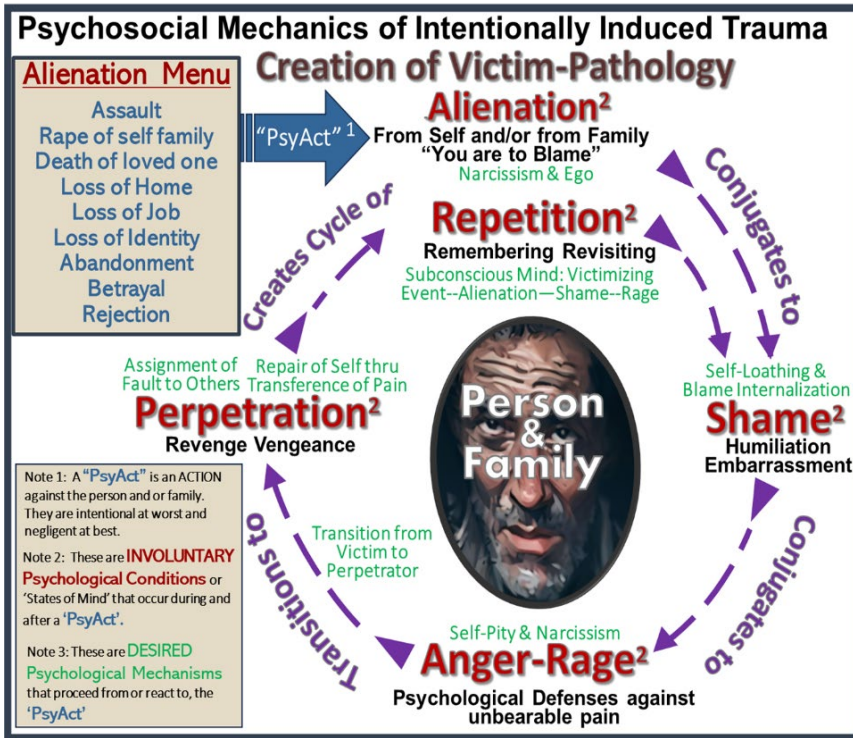 Psychosocial Mechanics of Intentionally Induced Trauma
Creation of Victim-Pathology
Alienation Menu
Assault
Rape of self family
Death of loved one
Loss of Home
Loss of Job
Loss of Identity
Abandonment
Betrayal
Rejection
“PsyAct” ¹
Alienation²
From Self and/or from Family
“You are to Blame”
Narcissism & Ego
Conjugates to
Repetition²
Remembering Revisiting
Subconscious Mind: Victimizing
Event--Alienation—Shame--Rage
Creates Cycle of
Self-Loathing &
Blame Internalization
Shame²
Humiliation
Embarrassment
Conjugates to
Person
&
Family
Assignment of
Fault to Others
Repair of Self thru
Transference of Pain
Perpetration²
Revenge Vengeance
Transition from
Victim to
Perpetrator
Transitions to
Self-Pity & Narcissism
Anger-Rage²
Psychological Defenses against
unbearable pain
Note 1: A “PsyAct” is an ACTION
against the person and or family.
They are intentional at worst and
negligent at best.
Note 2: These are INVOLUNTARY
Psychological Conditions or
‘States of Mind’ that occur during and
after a ‘PsyAct’.
Note 3: These are DESIRED
Psychological Mechanisms
that proceed from or react to, the
‘PsyAct’